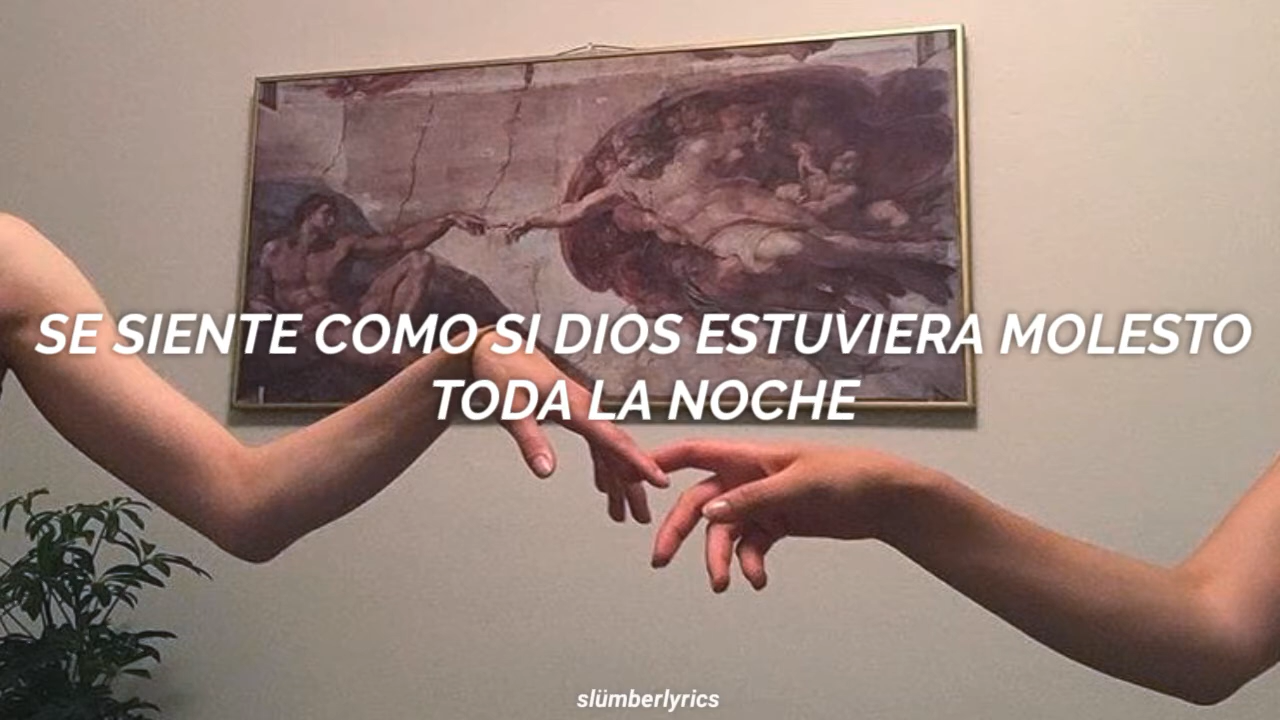 SE SIENTE COMO SI DIOS ESTUVIERA MOLESTO
TODA LA NOCHE
slümberlyrics